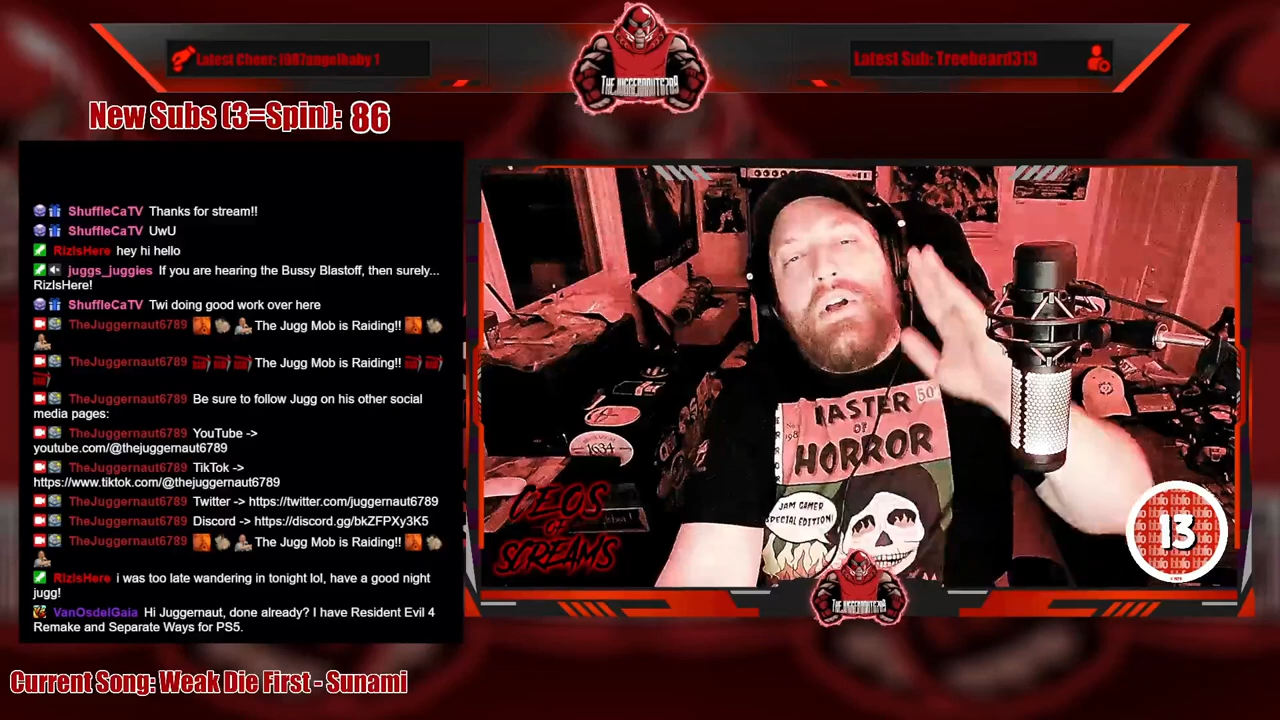 Latest Cheer: jq87angelbaby 1
THEJUGGERNAUT6789
Latest Sub: Treebeard313
New Subs (3=Spin): 86
ShuffleCaTV Thanks for stream!!
ShuffleCaTV UwU
RizIsHere hey hi hello
juggs_juggies If you are hearing the Bussy Blastoff, then surely...
RizIsHere!
ShuffleCaTV Twi doing good work over here
TheJuggernaut6789 The Jugg Mob is Raiding!!
TheJuggernaut6789 The Jugg Mob is Raiding!!
TheJuggernaut6789 Be sure to follow Jugg on his other social
media pages:
TheJuggernaut6789 YouTube ->
youtube.com/@thejuggernaut6789
TheJuggernaut6789 TikTok ->
https://www.tiktok.com/@thejuggernaut6789
TheJuggernaut6789 Twitter -> https://twitter.com/juggernaut6789
TheJuggernaut6789 Discord -> https://discord.gg/bkZFPXy3K5
TheJuggernaut6789 The Jugg Mob is Raiding!!
RizIsHere i was too late wandering in tonight lol, have a good night
jugg!
VanOsdelGaia Hi Juggernaut, done already? I have Resident Evil 4
Remake and Separate Ways for PS5.
MASTER
OF
HORROR
50¢
JAM GAMER
SPECIAL EDITION!
1634
CEOS
OF
SCREAMS
13
THEJUGGERNAUT6789
Current Song: Weak Die First - Sunami